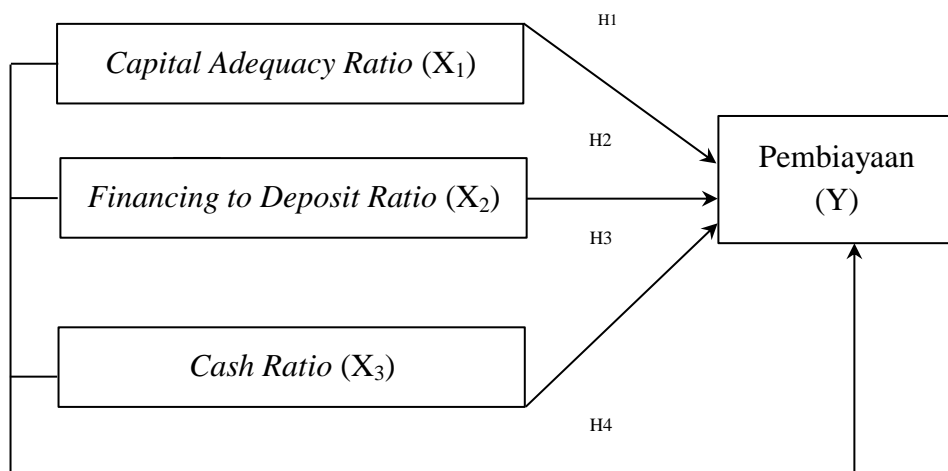 H1
Capital Adequacy Ratio (X₁)
H2
Pembiayaan
(Y)
Financing to Deposit Ratio (X₂)
H3
Cash Ratio (X₃)
H4